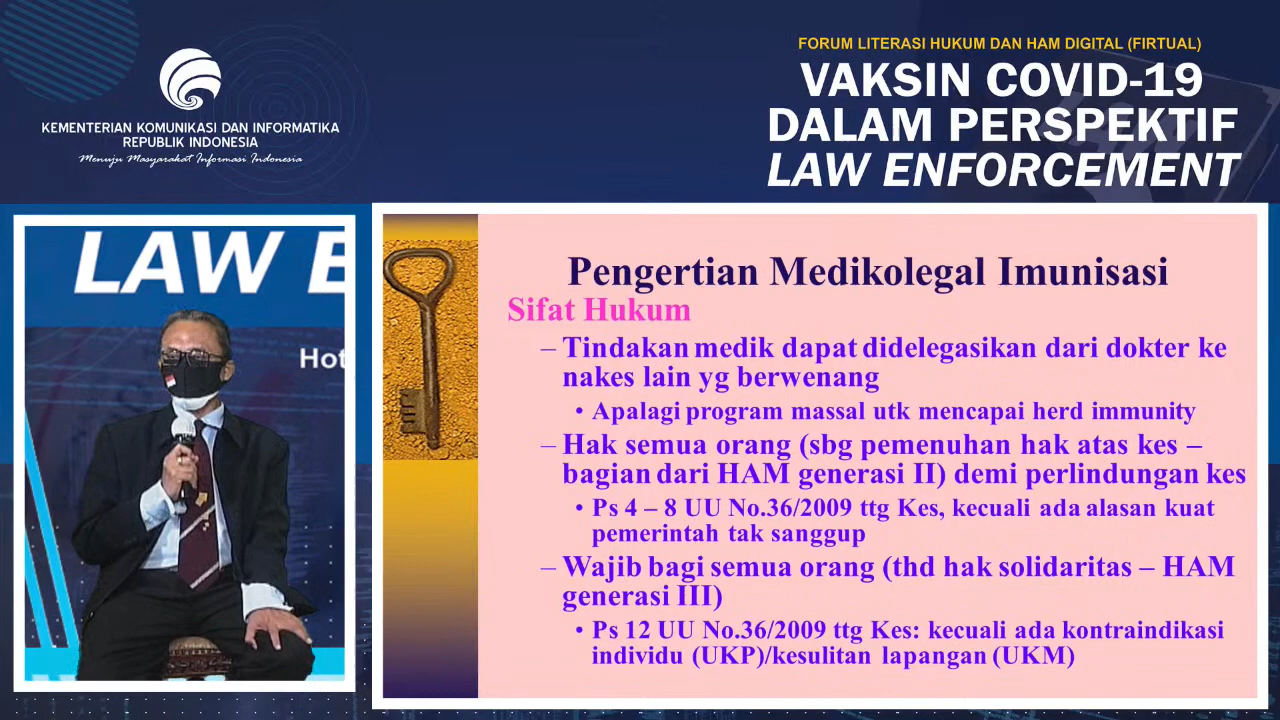 KEMENTERIAN KOMUNIKASI DAN INFORMATIKA
REPUBLIK INDONESIA
Menuju Masyarakat Informasi Indonesia
FORUM LITERASI HUKUM DAN HAM DIGITAL (FIRTUAL)
VAKSIN COVID-19
DALAM PERSPEKTIF
LAW ENFORCEMENT
LAW E
Hot
Pengertian Medikolegal Imunisasi
Sifat Hukum
– Tindakan medik dapat didelegasikan dari dokter ke
nakes lain yg berwenang
• Apalagi program massal utk mencapai herd immunity
– Hak semua orang (sbg pemenuhan hak atas kes –
bagian dari HAM generasi II) demi perlindungan kes
• Ps 4 – 8 UU No.36/2009 ttg Kes, kecuali ada alasan kuat
pemerintah tak sanggup
– Wajib bagi semua orang (thd hak solidaritas – HAM
generasi III)
• Ps 12 UU No.36/2009 ttg Kes: kecuali ada kontraindikasi
individu (UKP)/kesulitan lapangan (UKM)